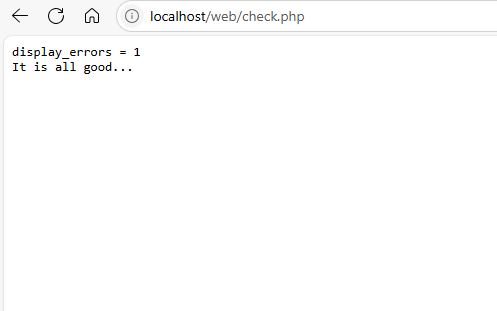 localhost/web/check.php
display_errors = 1
It is all good...